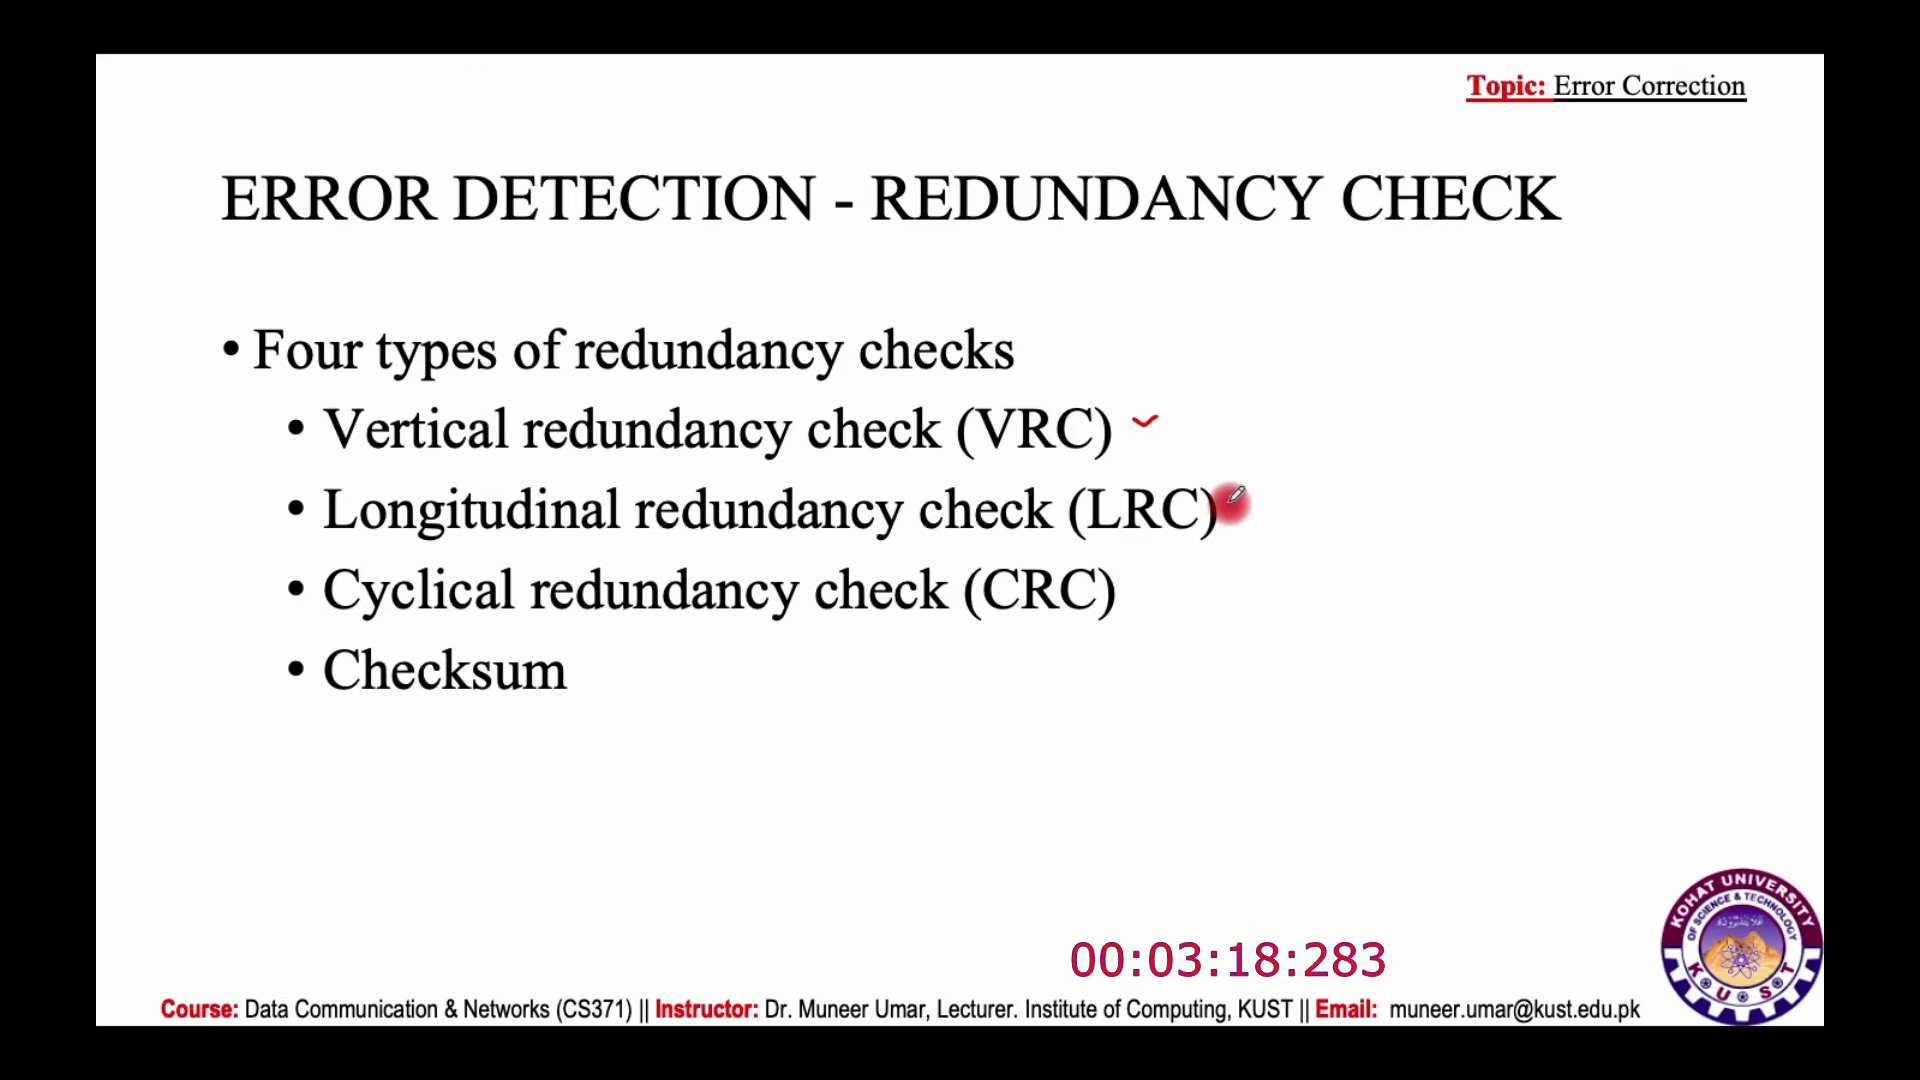 Topic: Error Correction
ERROR DETECTION - REDUNDANCY CHECK
• Four types of redundancy checks
• Vertical redundancy check (VRC)
• Longitudinal redundancy check (LRC)
• Cyclical redundancy check (CRC)
• Checksum
00:03:18:283
KOHAT UNIVERSITY
OF SCIENCE & TECHNOLOGY
K U S T
Course: Data Communication & Networks (CS371) || Instructor: Dr. Muneer Umar, Lecturer. Institute of Computing, KUST || Email: muneer.umar@kust.edu.pk